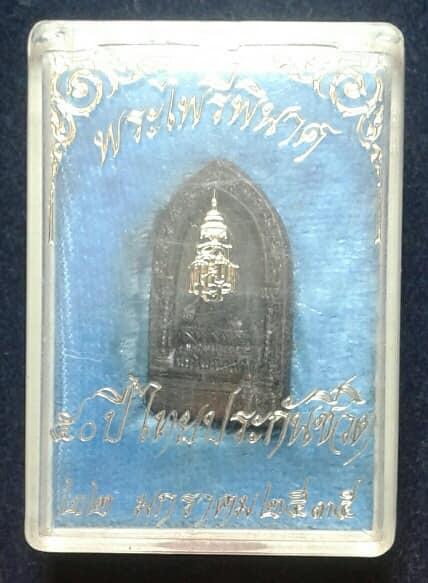 พระไพรีพินาศ
๕๐ ปี ไทยประกันชีวิต
๒๒ มกราคม ๒๕๓๕